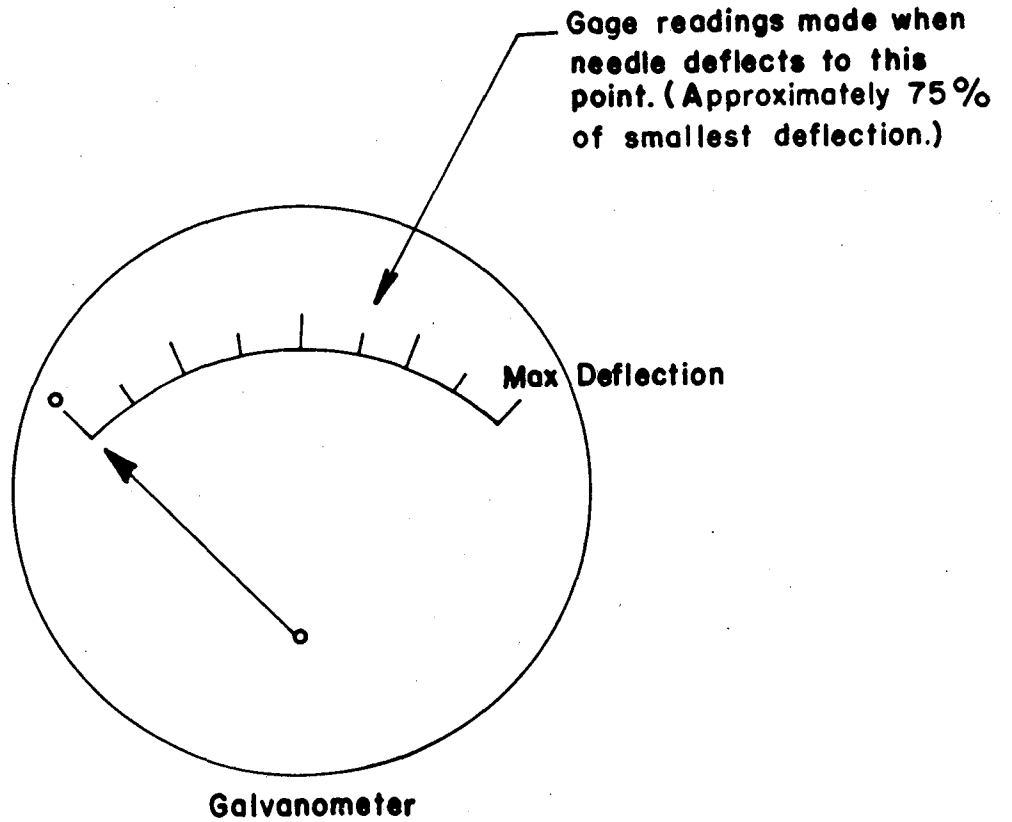 Gage readings made when
needle deflects to this
point. (Approximately 75%
of smallest deflection.)
Max Deflection
Galvanometer